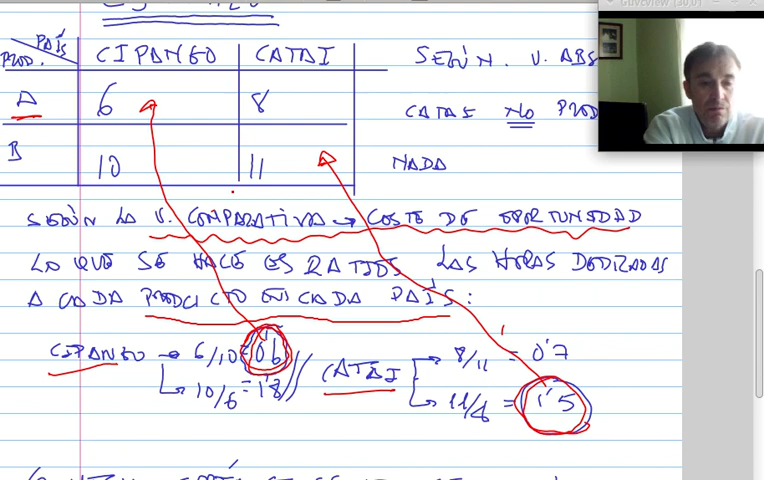 PAÍS
PROD. CIPANGO CATAI SEGÚN. V. ABS
A 6 8 CATAI NO PROD
B 10 11 NADA
SEGÚN LA V. COMPARATIVA → COSTE DE OPORTUNIDAD
LO QUE SE HACE ES RATIOS LAS HORAS DEDICADAS
A CADA PRODUCTO EN CADA PAÍS:
CIPANGO → 6/10 = 0'6 // CATAI → 8/11 = 0'7
10/6 = 1'8 11/8 = 1'5